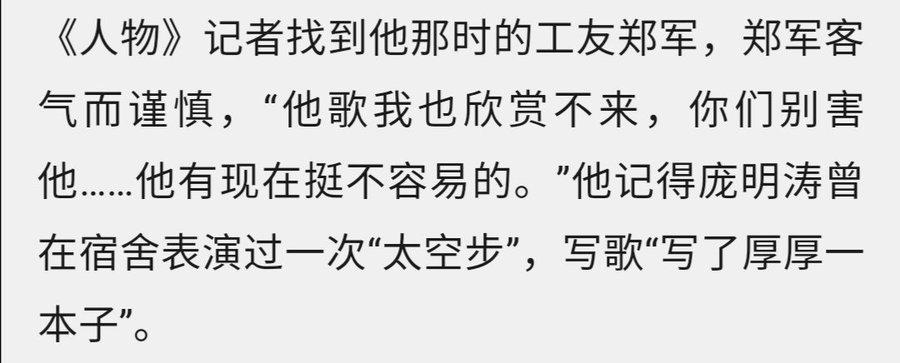 《人物》记者找到他那时的工友郑军，郑军客
气而谨慎，“他歌我也欣赏不来，你们别害
他……他有现在挺不容易的。”他记得庞明涛曾
在宿舍表演过一次“太空步”，写歌“写了厚厚一
本子”。